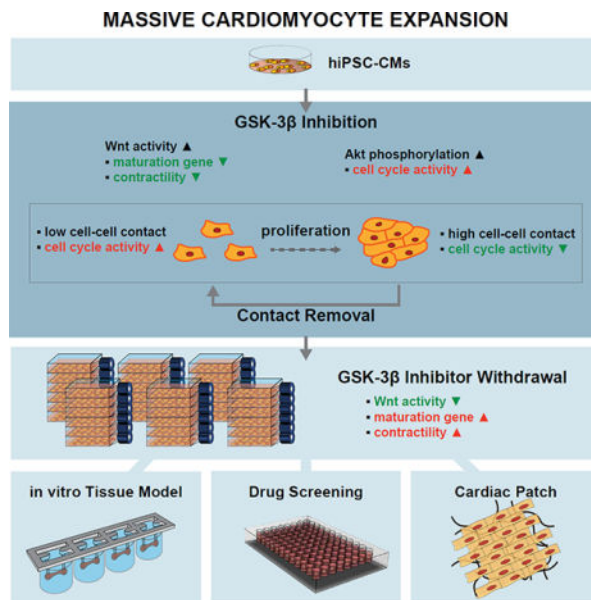 MASSIVE CARDIOMYOCYTE EXPANSION
hiPSC-CMs
GSK-3β Inhibition
Wnt activity ▲
▪ maturation gene ▼
▪ contractility ▼
Akt phosphorylation ▲
▪ cell cycle activity ▲
▪ low cell-cell contact
▪ cell cycle activity ▲
proliferation
▪ high cell-cell contact
▪ cell cycle activity ▼
Contact Removal
GSK-3β Inhibitor Withdrawal
▪ Wnt activity ▼
▪ maturation gene ▲
▪ contractility ▲
in vitro Tissue Model
Drug Screening
Cardiac Patch